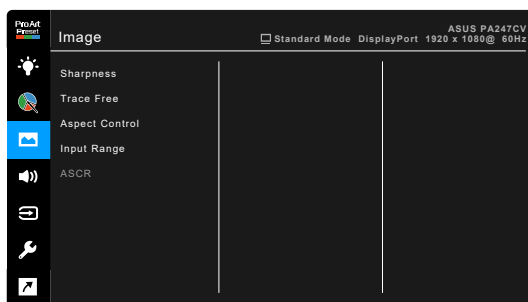 ProArt
Preset
Image
ASUS PA247CV
Standard Mode DisplayPort 1920 x 1080@ 60Hz
Sharpness
Trace Free
Aspect Control
Input Range
ASCR